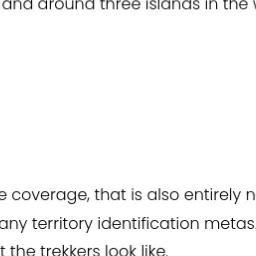 and around three islands in the
coverage, that is also entirely
any territory identification metas.
the trekkers look like.